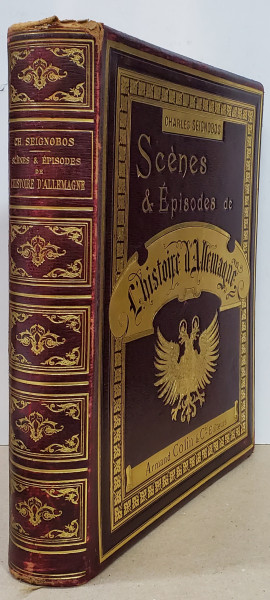 CH. SEIGNOBOS
SCÈNES & ÉPISODES
DE
L'HISTOIRE D'ALLEMAGNE
CHARLES SEIGNOBOS
Scènes
& Épisodes de
L'histoire d'Allemagne
Armand Colin & Cie Éditeurs